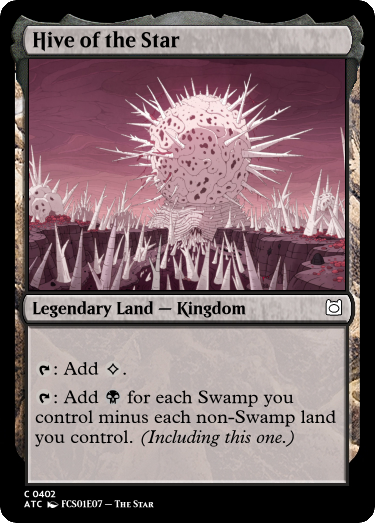 Hive of the Star
Legendary Land — Kingdom
: Add .
: Add for each Swamp you
control minus each non-Swamp land
you control. (Including this one.)
C 0402
ATC FCS01E07 — The Star